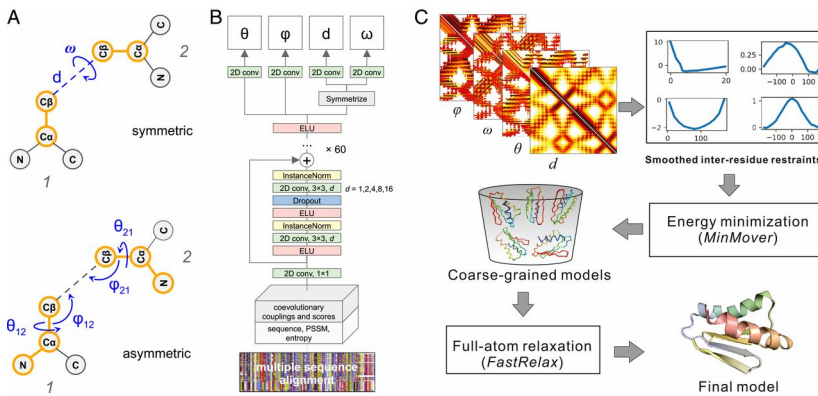 A
ω
Cβ
Cα
C
N
2
d
Cβ
Cα
N
C
1
symmetric
θ21
Cβ
Cα
C
N
2
φ21
Cβ
φ12
θ12
Cα
N
C
1
asymmetric
B
θ
φ
d
ω
2D conv
2D conv
2D conv
2D conv
Symmetrize
ELU
...
× 60
+
InstanceNorm
2D conv, 3×3, d
d = 1,2,4,8,16
Dropout
ELU
InstanceNorm
2D conv, 3×3, d
ELU
2D conv, 1×1
coevolutionary
couplings and scores
sequence, PSSM,
entropy
multiple sequence
alignment
C
φ
ω
θ
d
10
0
0
20
0.05
0.00
−100
0
100
0
−2
0
100
1
0
−100
0
100
Smoothed inter-residue restraints
Energy minimization
(MinMover)
Coarse-grained models
Full-atom relaxation
(FastRelax)
Final model